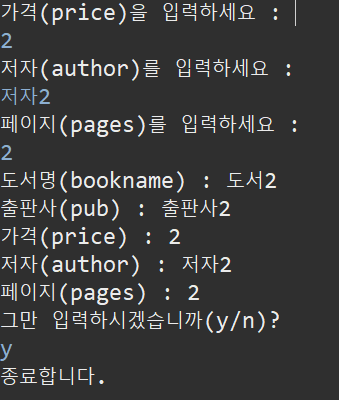 가격(price)을 입력하세요 :
2
저자(author)를 입력하세요 :
저자2
페이지(pages)를 입력하세요 :
2
도서명(bookname) : 도서2
출판사(pub) : 출판사2
가격(price) : 2
저자(author) : 저자2
페이지(pages) : 2
그만 입력하시겠습니까(y/n)?
y
종료합니다.